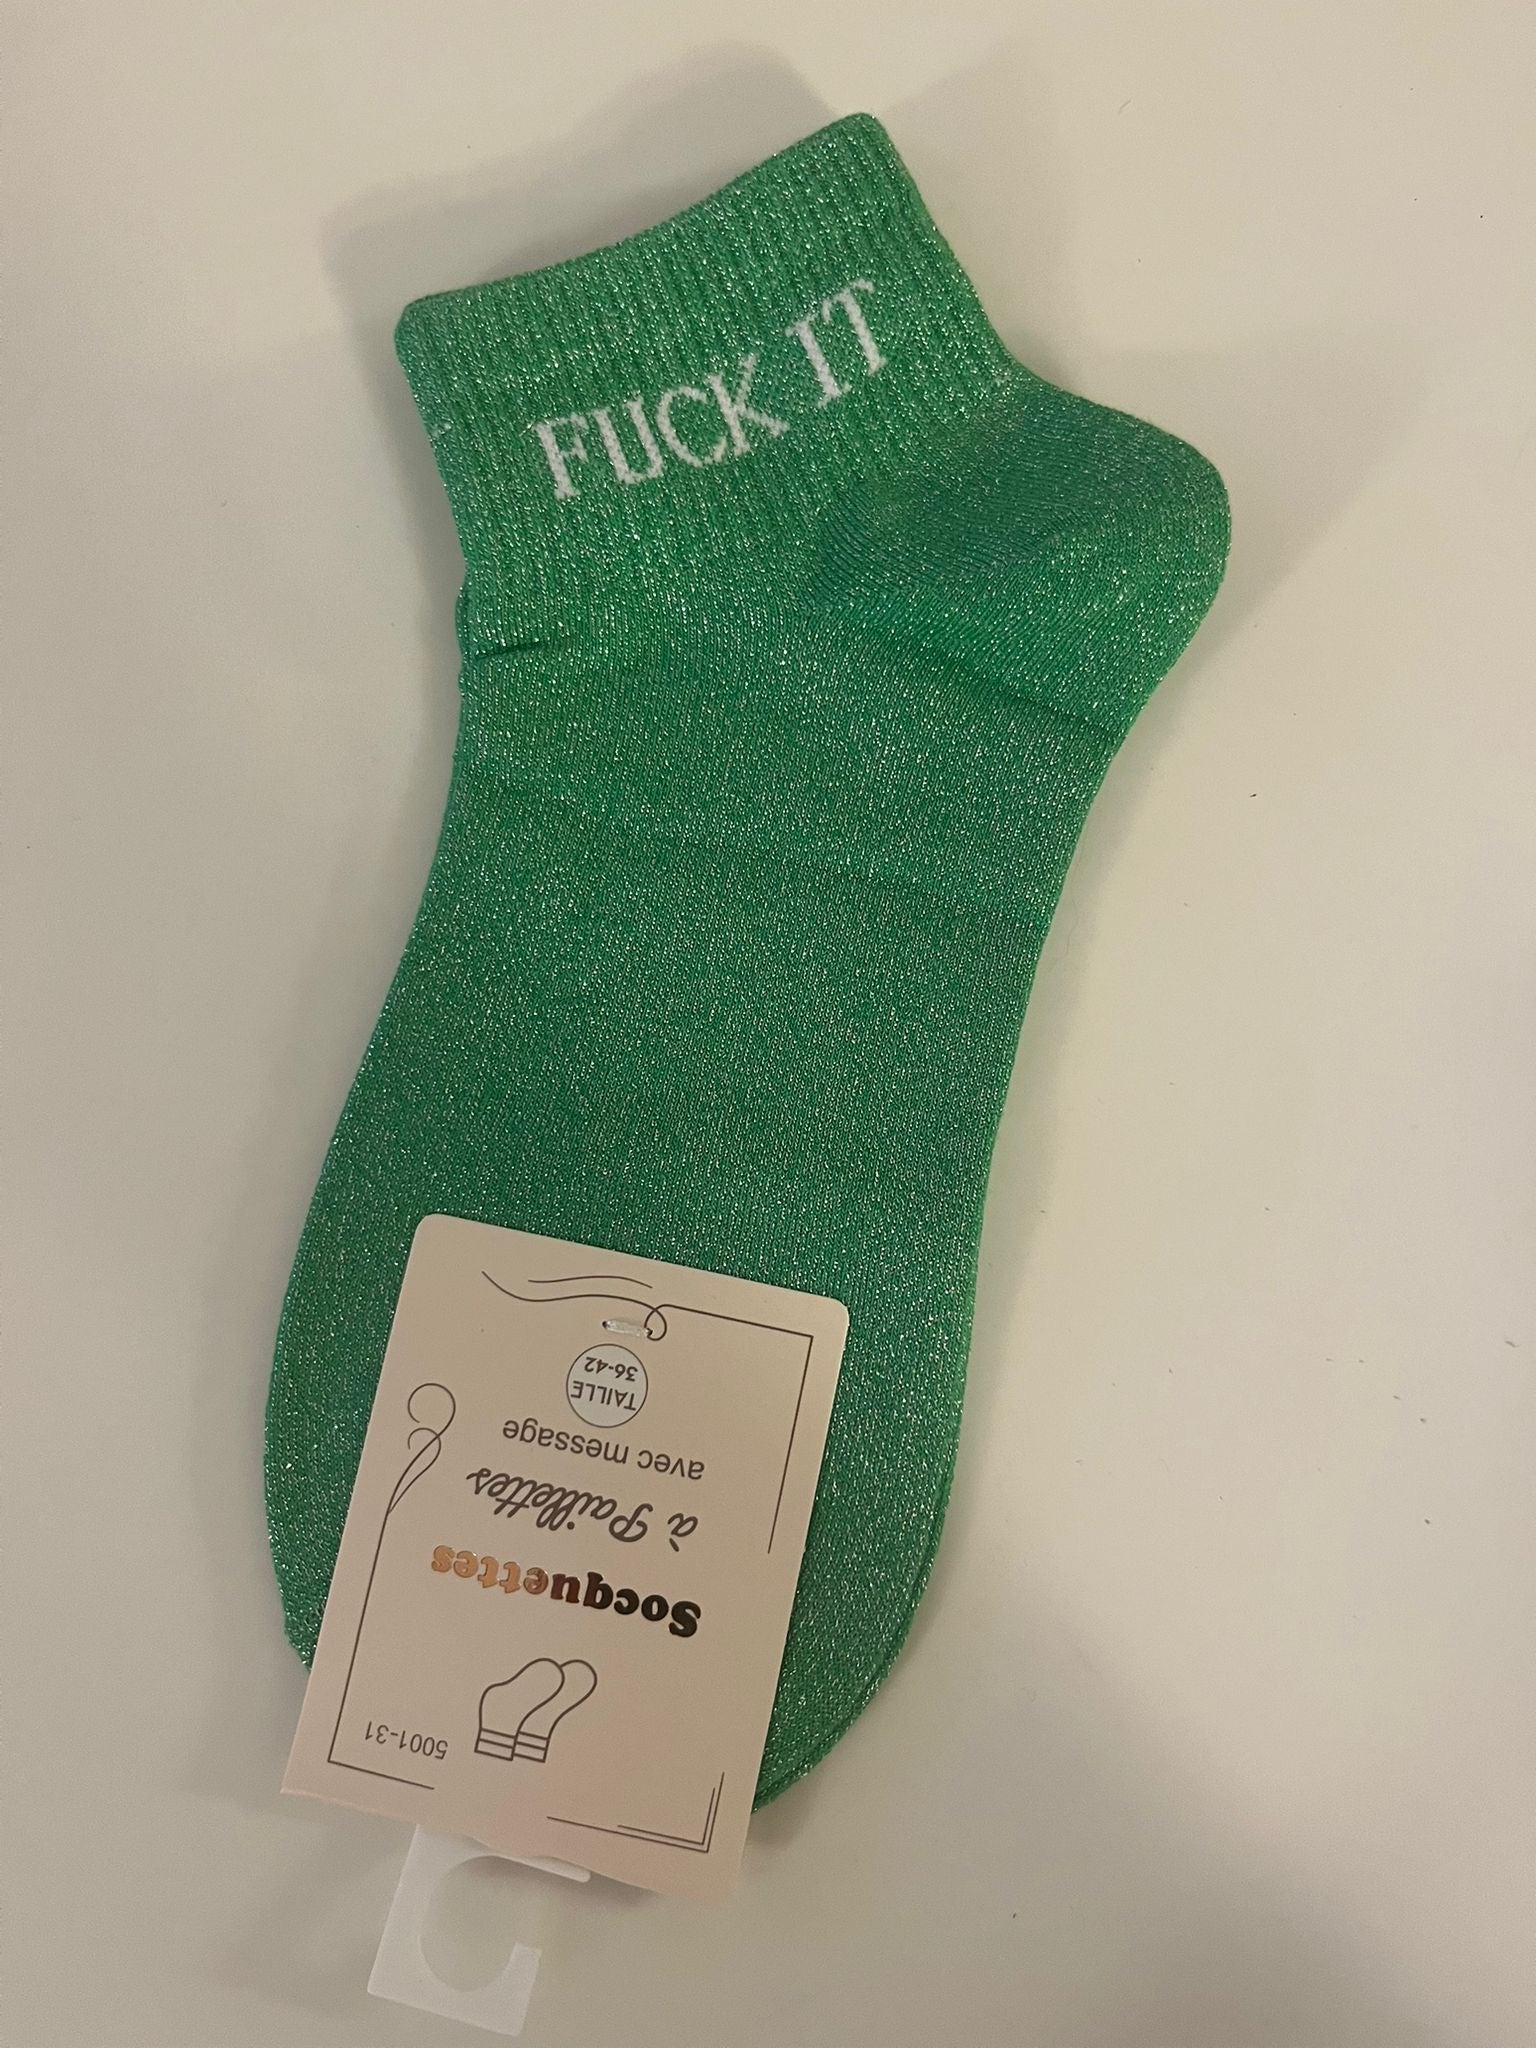 FUCK IT
5001-31
Socquettes
à Paillettes
avec message
TAILLE
36-42